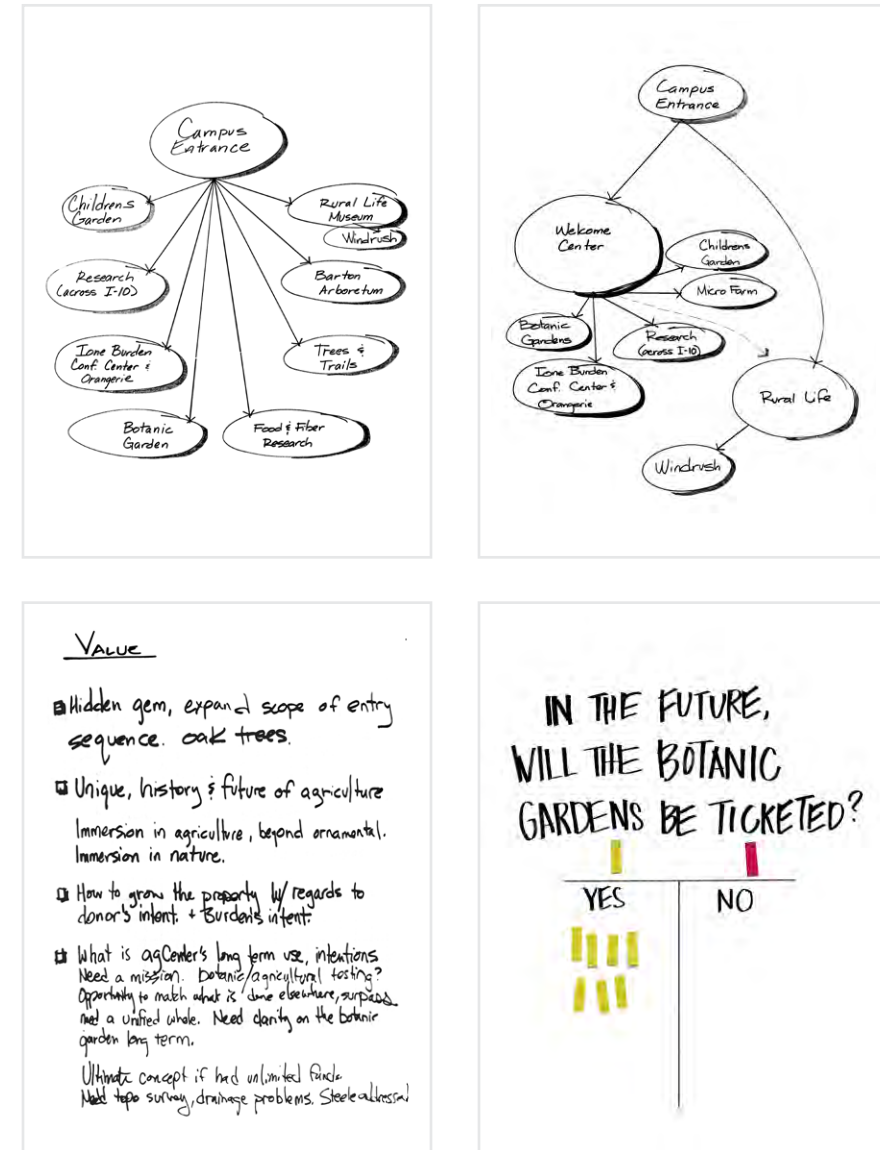 Campus
Entrance
Childrens
Garden
Rural Life
Museum
Windrush
Research
(across I-10)
Barton
Arboretum
Ione Burden
Conf. Center &
Orangerie
Trees &
Trails
Botanic
Garden
Food & Fiber
Research
Campus
Entrance
Welcome
Center
Childrens
Garden
Micro Farm
Botanic
Gardens
Research
(across I-10)
Ione Burden
Conf. Center &
Orangerie
Rural Life
Windrush
VALUE
Hidden gem, expand scope of entry
sequence. oak trees.
Unique, history & future of agriculture
Immersion in agriculture, beyond ornamental.
Immersion in nature.
How to grow the property w/ regards to
donor's intent. + Burden's intent.
What is agCenter's long term use, intentions
Need a mission. botanic/agricultural testing?
Opportunity to match what is done elsewhere, surpass
need a unified whole. Need clarity on the botanic
garden long term.
Ultimate concept if had unlimited funds
Need topo survey, drainage problems. Steele addressed
IN THE FUTURE,
WILL THE BOTANIC
GARDENS BE TICKETED?
YES
NO